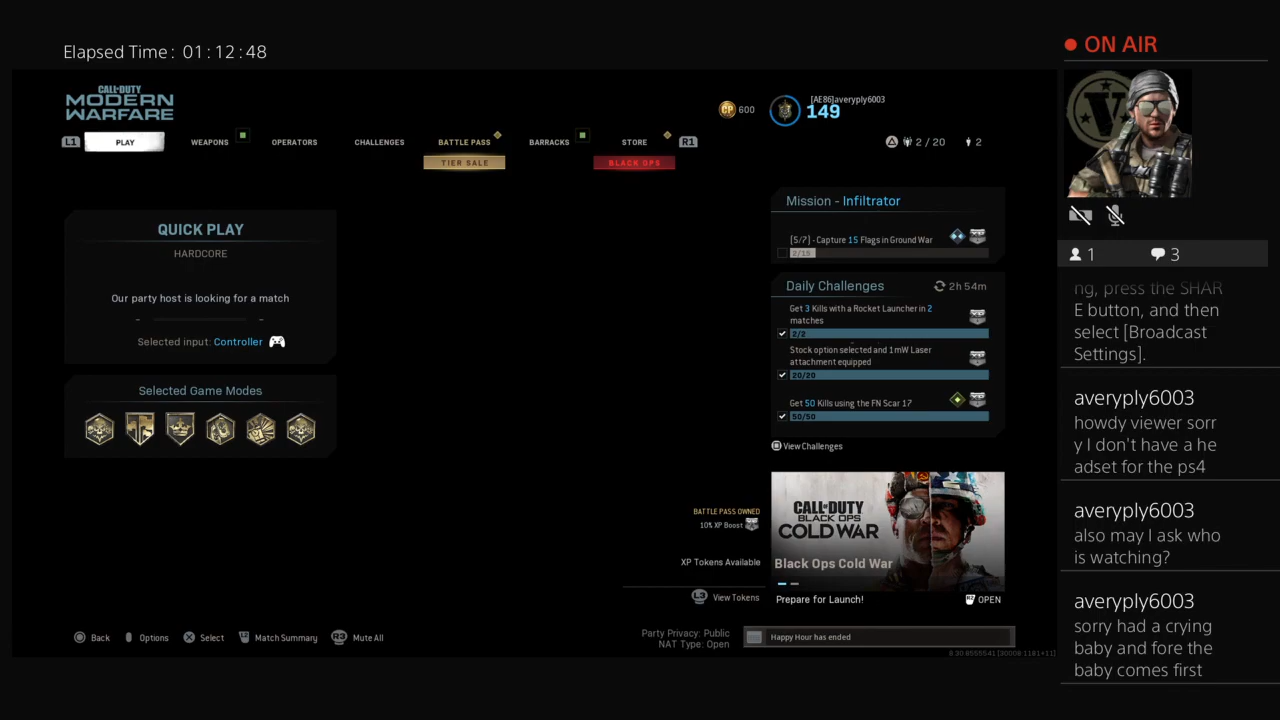 Elapsed Time: 01:12:48
ON AIR
CALL OF DUTY
MODERN
WARFARE
600
[AE86]averyply6003
149
L1
PLAY
WEAPONS
OPERATORS
CHALLENGES
BATTLE PASS
BARRACKS
STORE
R1
2 / 20
2
TIER SALE
BLACK OPS
QUICK PLAY
HARDCORE
Our party host is looking for a match
Selected input: Controller
Selected Game Modes
Mission - Infiltrator
(5/7) - Capture 15 Flags in Ground War
2/15
Daily Challenges
2h 54m
Get 3 Kills with a Rocket Launcher in 2
matches
2/2
Stock option selected and 1mW Laser
attachment equipped
20/20
Get 50 Kills using the FN Scar 17
50/50
View Challenges
BATTLE PASS OWNED
10% XP Boost
XP Tokens Available
L3
View Tokens
CALL OF DUTY
BLACK OPS
COLD WAR
Black Ops Cold War
Prepare for Launch!
OPEN
Back
Options
Select
Match Summary
R3
Mute All
Party Privacy: Public
NAT Type: Open
Happy Hour has ended
1
3
ng, press the SHAR
E button, and then
select [Broadcast
Settings].
averyply6003
howdy viewer sorr
y I don't have a he
adset for the ps4
averyply6003
also may I ask who
is watching?
averyply6003
sorry had a crying
baby and fore the
baby comes first